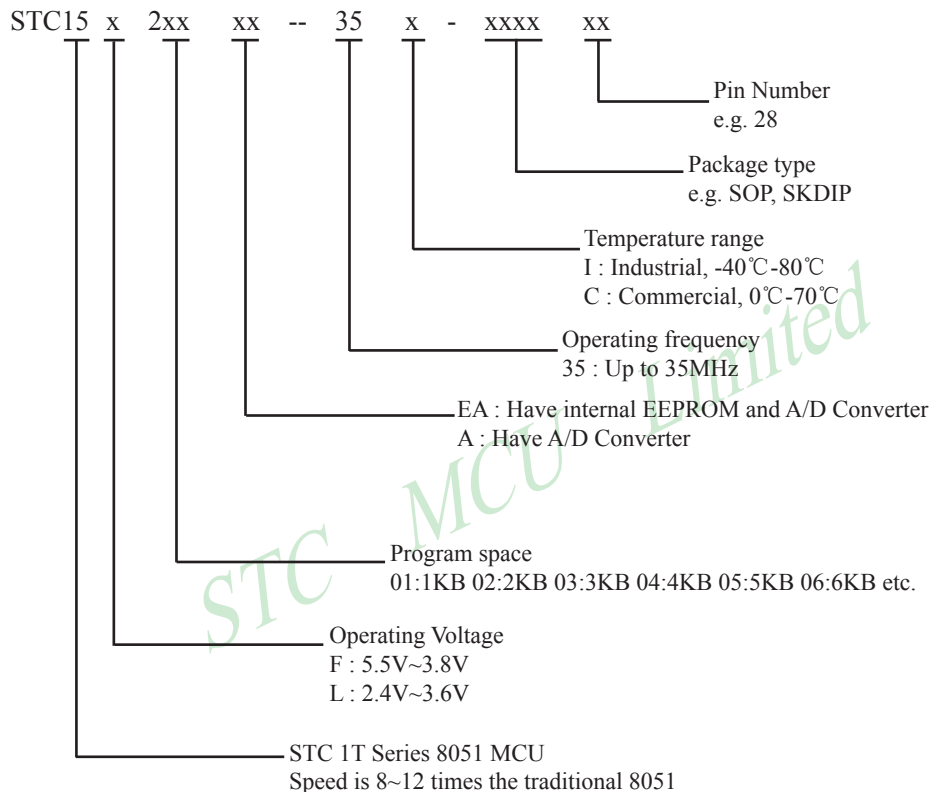 STC15 x 2xx xx -- 35 x - xxxx xx
Pin Number
e.g. 28
Package type
e.g. SOP, SKDIP
Temperature range
I : Industrial, -40℃-80℃
C : Commercial, 0℃-70℃
Operating frequency
35 : Up to 35MHz
EA : Have internal EEPROM and A/D Converter
A : Have A/D Converter
Program space
01:1KB 02:2KB 03:3KB 04:4KB 05:5KB 06:6KB etc.
Operating Voltage
F : 5.5V~3.8V
L : 2.4V~3.6V
STC 1T Series 8051 MCU
Speed is 8~12 times the traditional 8051
STC MCU Limited